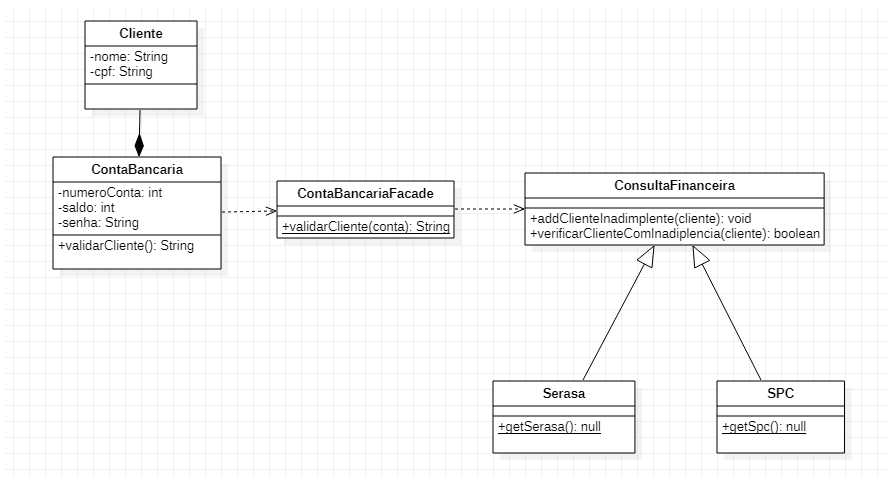 Cliente
-nome: String
-cpf: String
ContaBancaria
-numeroConta: int
-saldo: int
-senha: String
+validarCliente(): String
ContaBancariaFacade
+validarCliente(conta): String
ConsultaFinanceira
+addClienteInadimplente(cliente): void
+verificarClienteComInadiplencia(cliente): boolean
Serasa
+getSerasa(): null
SPC
+getSpc(): null